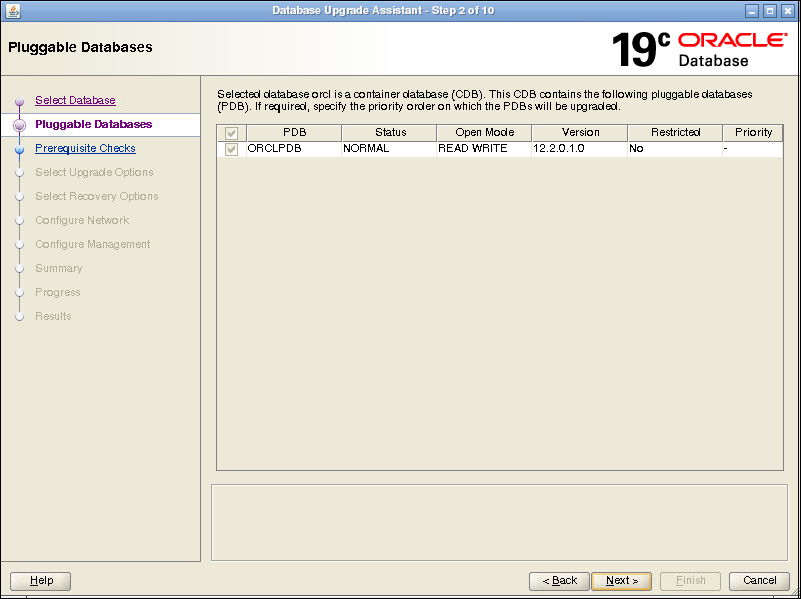 Database Upgrade Assistant - Step 2 of 10
Pluggable Databases
19c ORACLE
Database
Select Database
Pluggable Databases
Prerequisite Checks
Select Upgrade Options
Select Recovery Options
Configure Network
Configure Management
Summary
Progress
Results
Selected database orcl is a container database (CDB). This CDB contains the following pluggable databases
(PDB). If required, specify the priority order on which the PDBs will be upgraded.
PDB Status Open Mode Version Restricted Priority
ORCLPDB NORMAL READ WRITE 12.2.0.1.0 No -
Help < Back Next > Finish Cancel